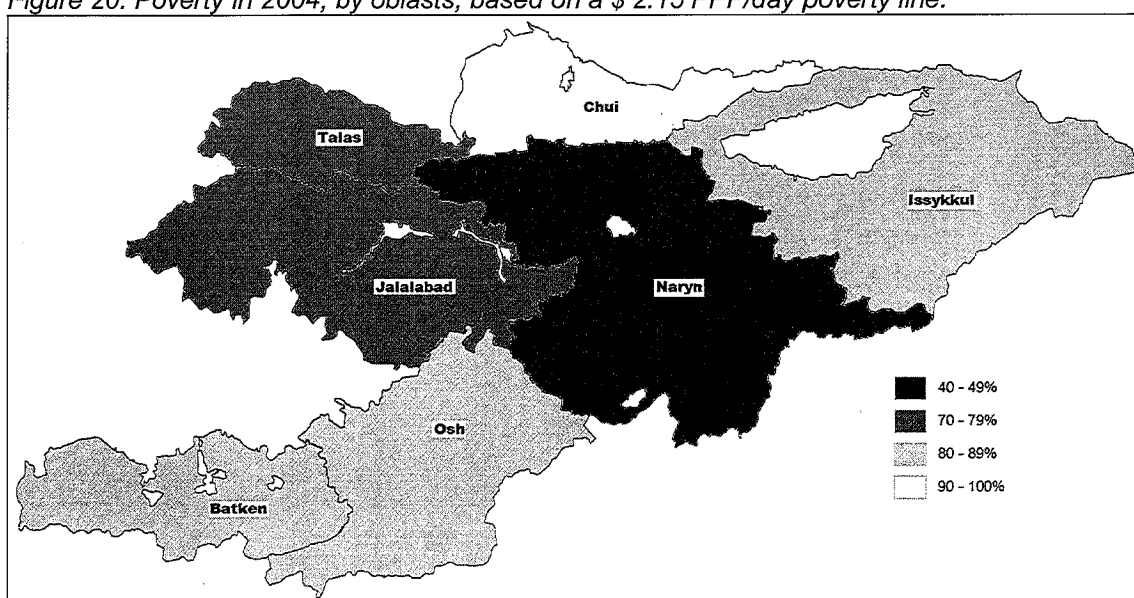 Figure 20: Poverty in 2004, by oblasts, based on a $ 2.15 PPP/day poverty line.
Chui
Talas
Issykkul
Jalalabad
Naryn
40 - 49%
70 - 79%
Osh
80 - 89%
90 - 100%
Batken